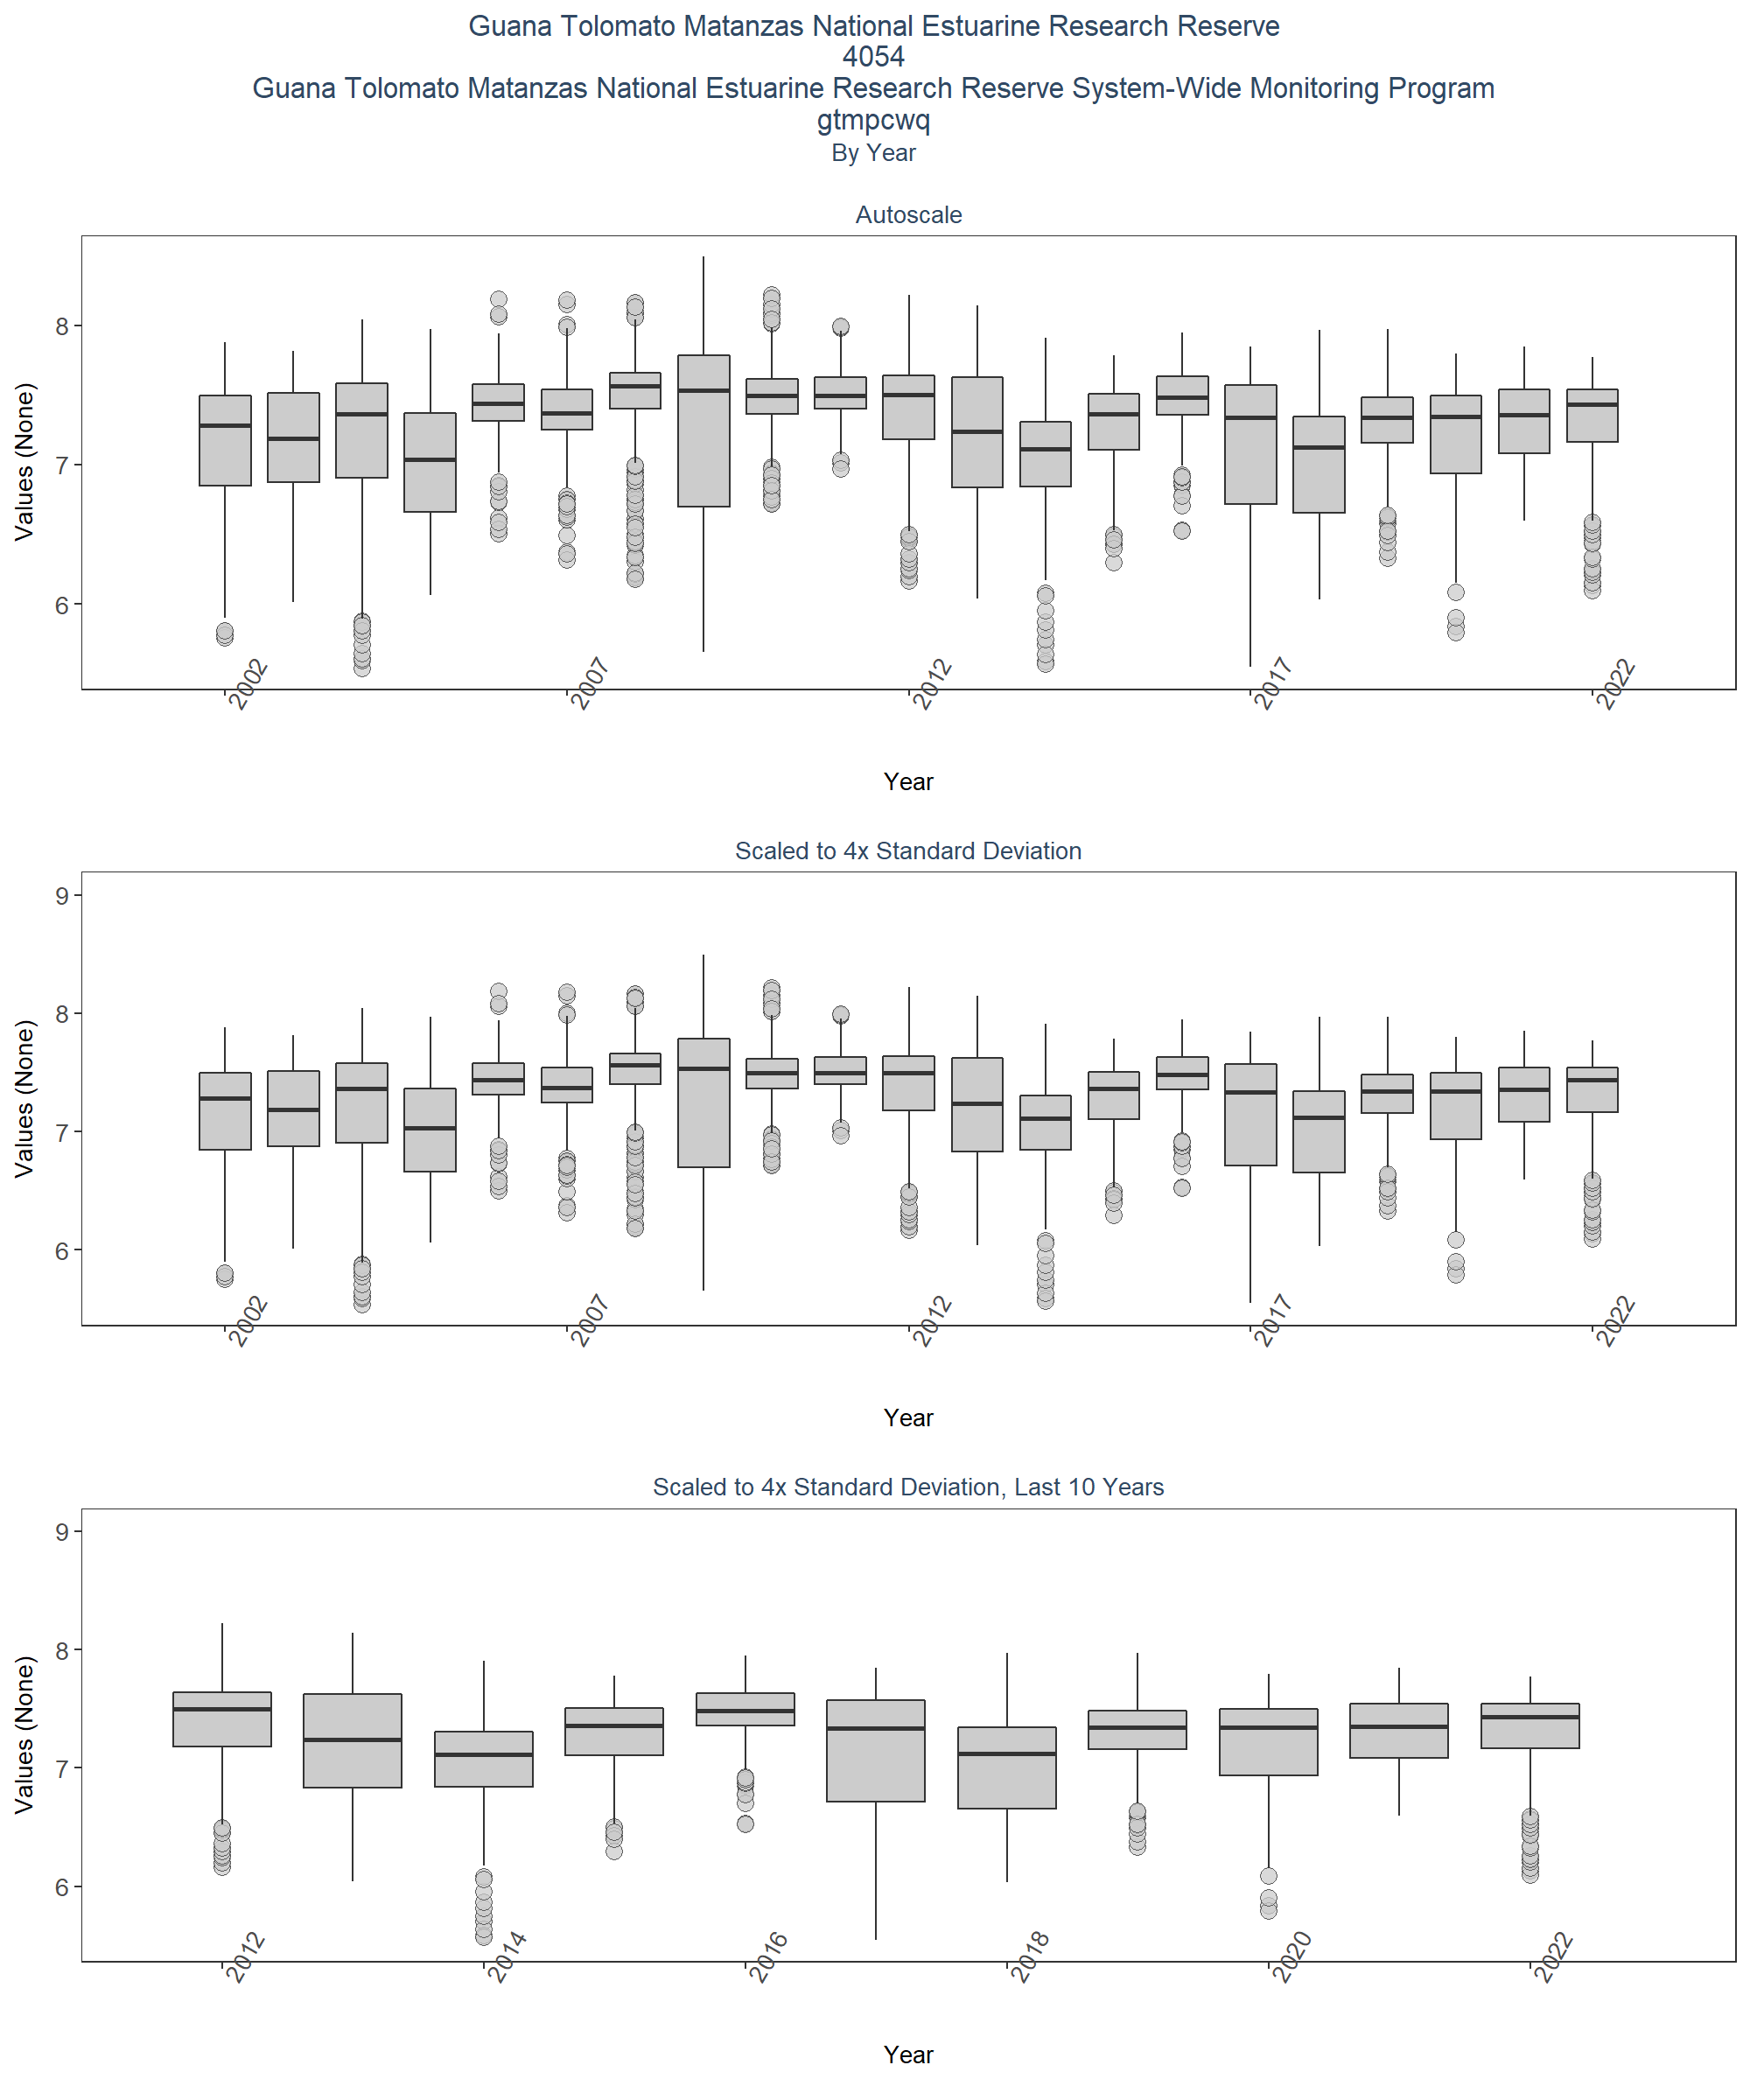 Guana Tolomato Matanzas National Estuarine Research Reserve
4054
Guana Tolomato Matanzas National Estuarine Research Reserve System-Wide Monitoring Program
gtmpcwq
By Year
Autoscale
Values (None)
8
7
6
2002
2007
2012
2017
2022
Year
Scaled to 4x Standard Deviation
Values (None)
9
8
7
6
2002
2007
2012
2017
2022
Year
Scaled to 4x Standard Deviation, Last 10 Years
Values (None)
9
8
7
6
2012
2014
2016
2018
2020
2022
Year